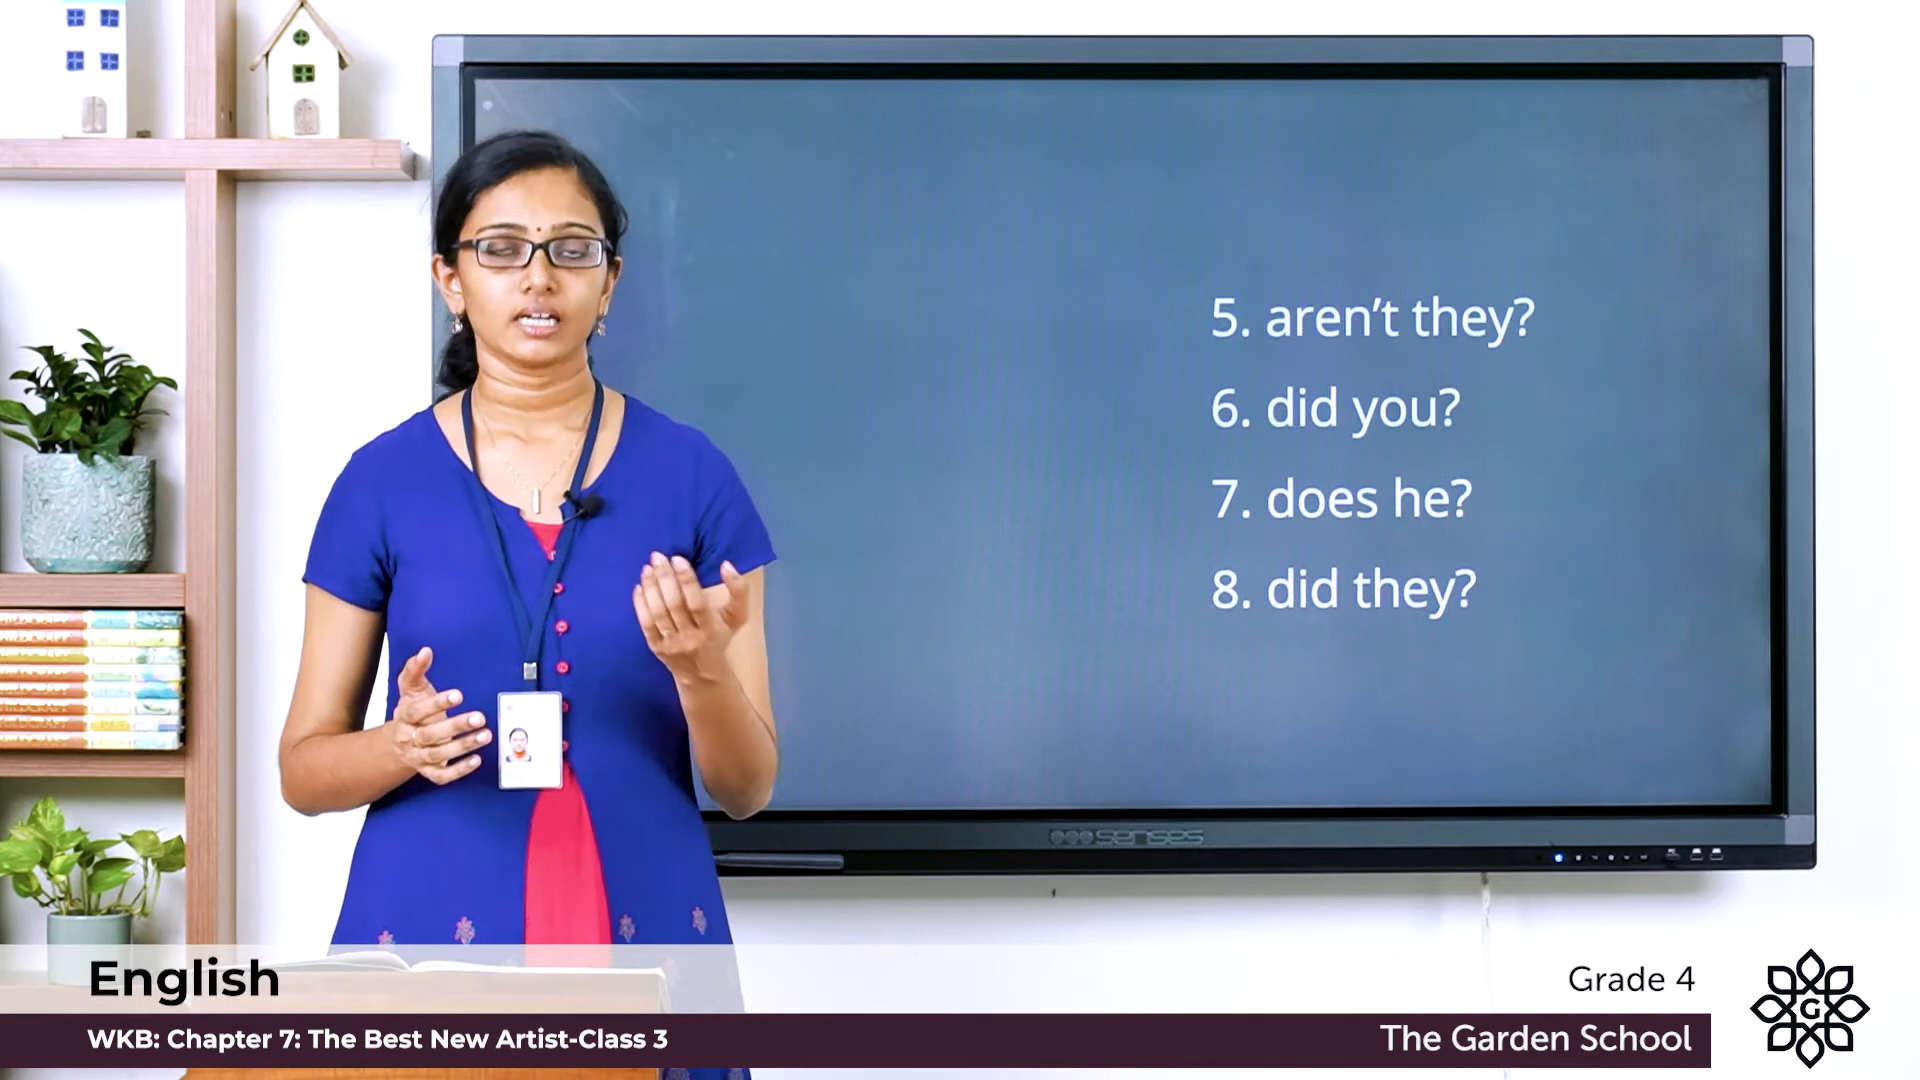 5. aren’t they?
6. did you?
7. does he?
8. did they?
senses
English
Grade 4
WKB: Chapter 7: The Best New Artist-Class 3
The Garden School
G